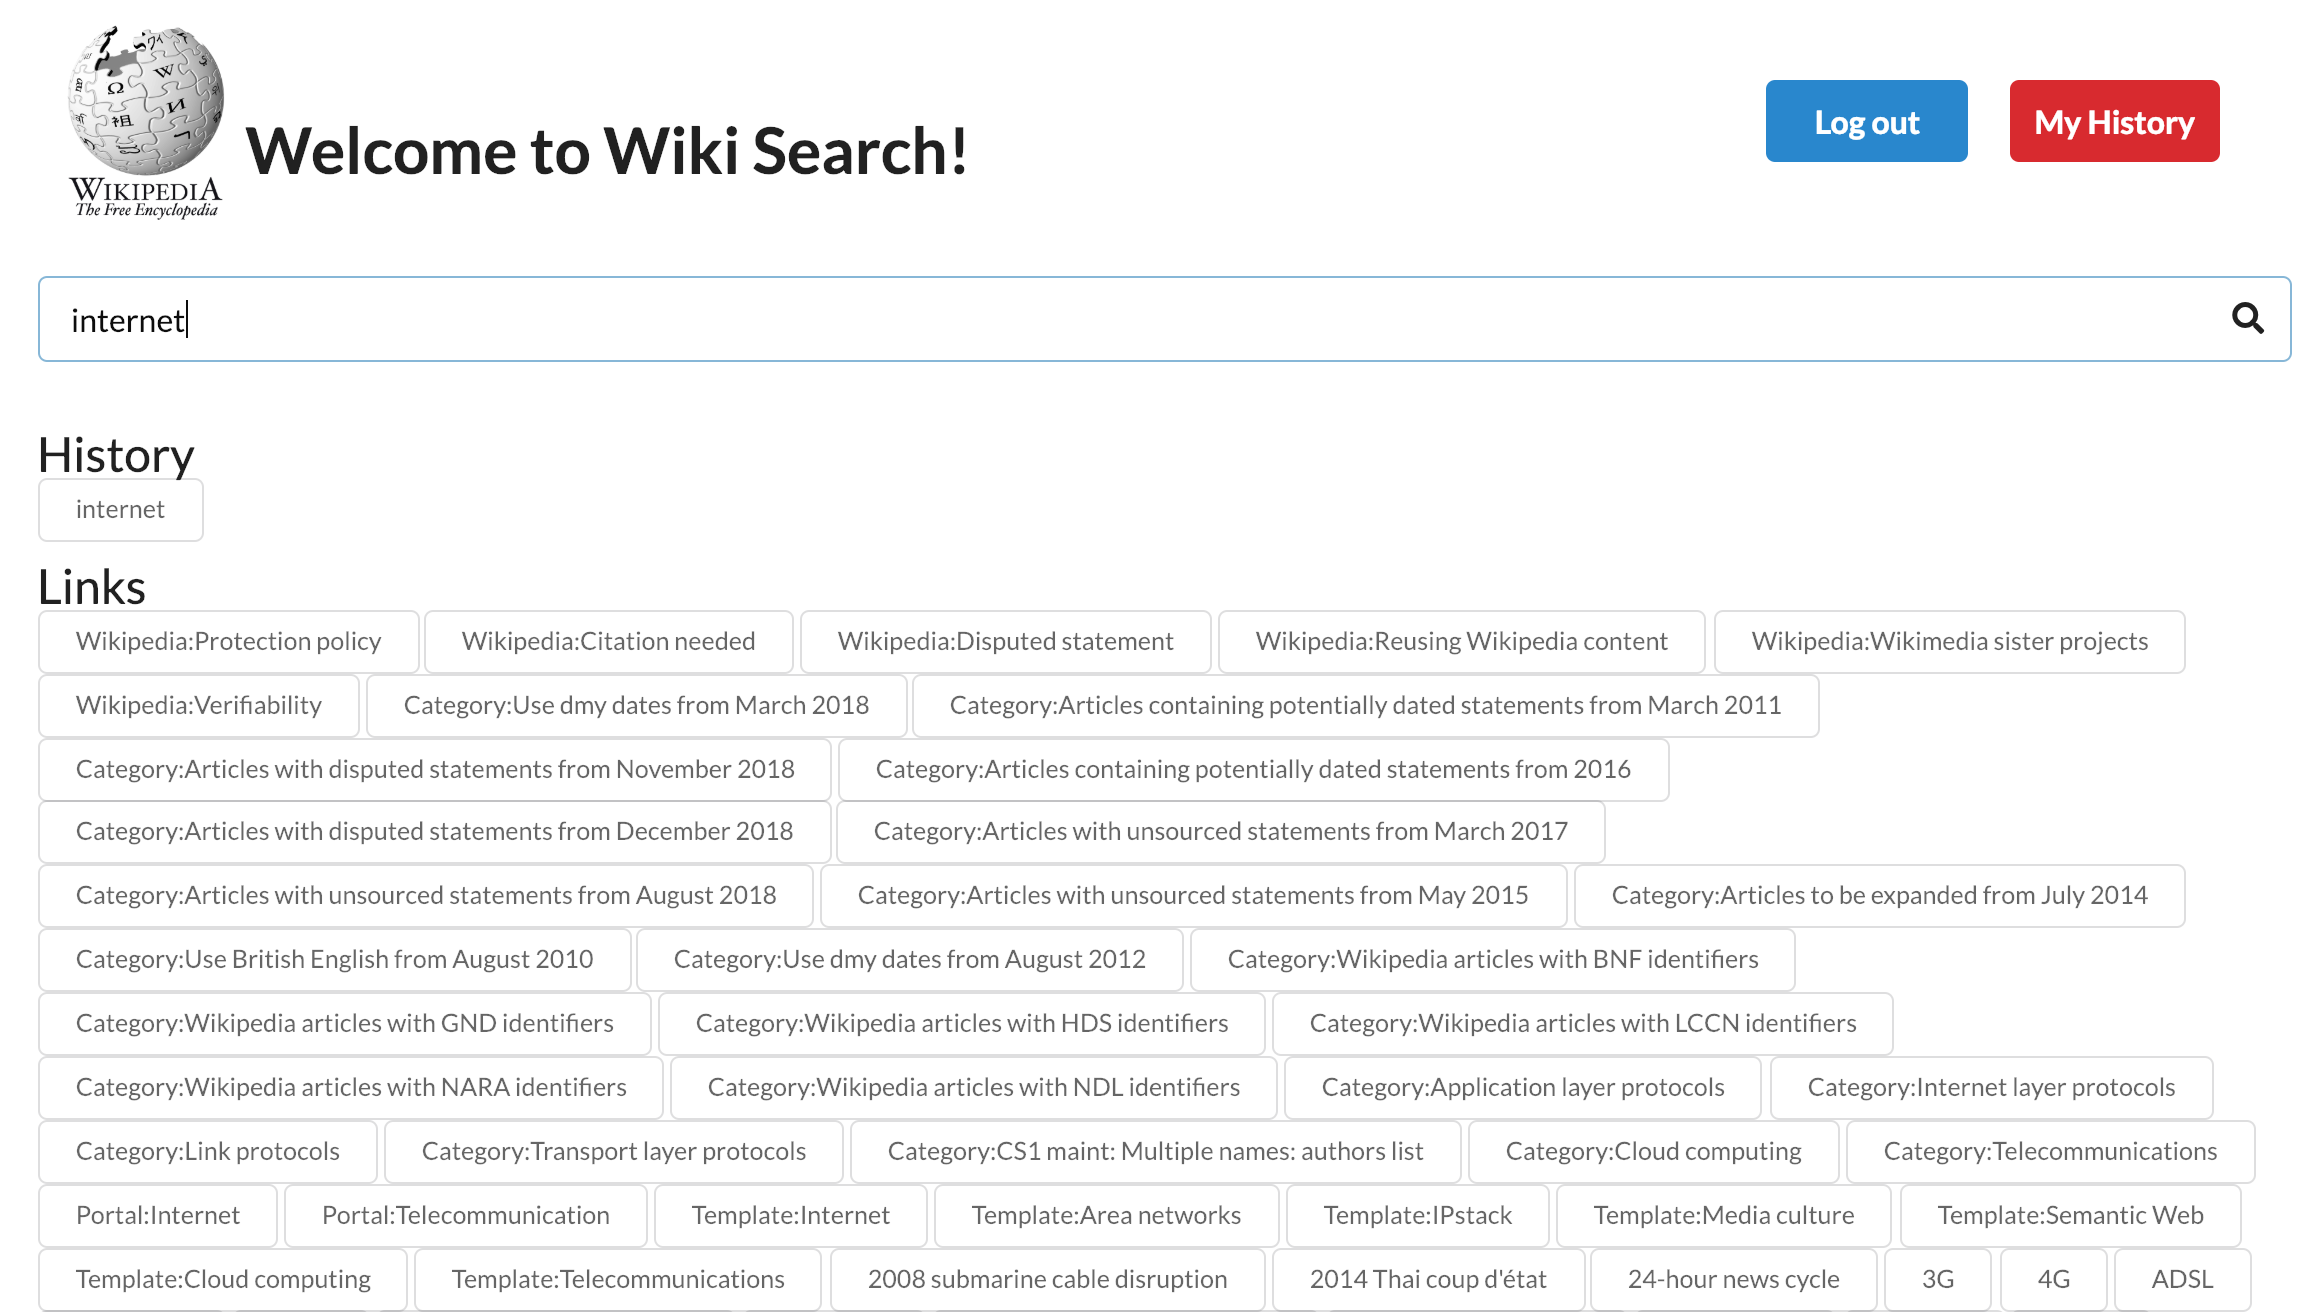 WIKIPEDIA
The Free Encyclopedia
Welcome to Wiki Search!
Log out
My History
internet
History
internet
Links
Wikipedia:Protection policy
Wikipedia:Citation needed
Wikipedia:Disputed statement
Wikipedia:Reusing Wikipedia content
Wikipedia:Wikimedia sister projects
Wikipedia:Verifiability
Category:Use dmy dates from March 2018
Category:Articles containing potentially dated statements from March 2011
Category:Articles with disputed statements from November 2018
Category:Articles containing potentially dated statements from 2016
Category:Articles with disputed statements from December 2018
Category:Articles with unsourced statements from March 2017
Category:Articles with unsourced statements from August 2018
Category:Articles with unsourced statements from May 2015
Category:Articles to be expanded from July 2014
Category:Use British English from August 2010
Category:Use dmy dates from August 2012
Category:Wikipedia articles with BNF identifiers
Category:Wikipedia articles with GND identifiers
Category:Wikipedia articles with HDS identifiers
Category:Wikipedia articles with LCCN identifiers
Category:Wikipedia articles with NARA identifiers
Category:Wikipedia articles with NDL identifiers
Category:Application layer protocols
Category:Internet layer protocols
Category:Link protocols
Category:Transport layer protocols
Category:CS1 maint: Multiple names: authors list
Category:Cloud computing
Category:Telecommunications
Portal:Internet
Portal:Telecommunication
Template:Internet
Template:Area networks
Template:IPstack
Template:Media culture
Template:Semantic Web
Template:Cloud computing
Template:Telecommunications
2008 submarine cable disruption
2014 Thai coup d'état
24-hour news cycle
3G
4G
ADSL